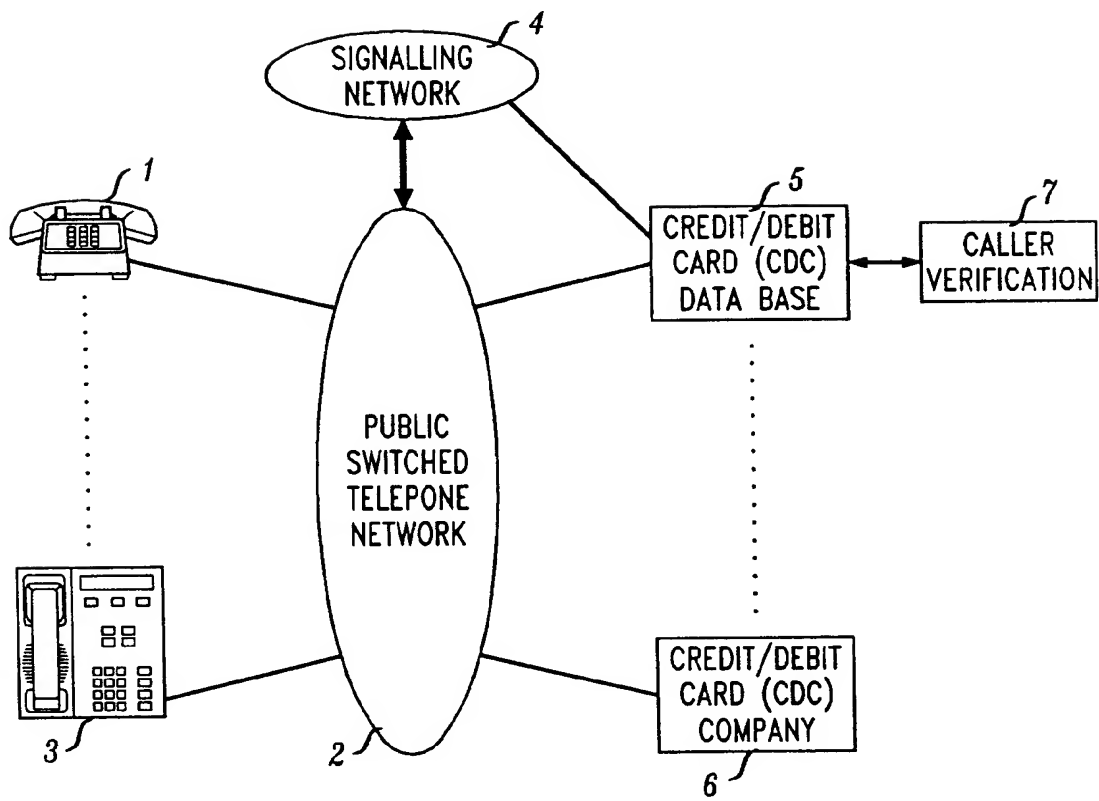 4
SIGNALLING
NETWORK
1
5
CREDIT/DEBIT
CARD (CDC)
DATA BASE
7
CALLER
VERIFICATION
PUBLIC
SWITCHED
TELEPONE
NETWORK
3
2
CREDIT/DEBIT
CARD (CDC)
COMPANY
6